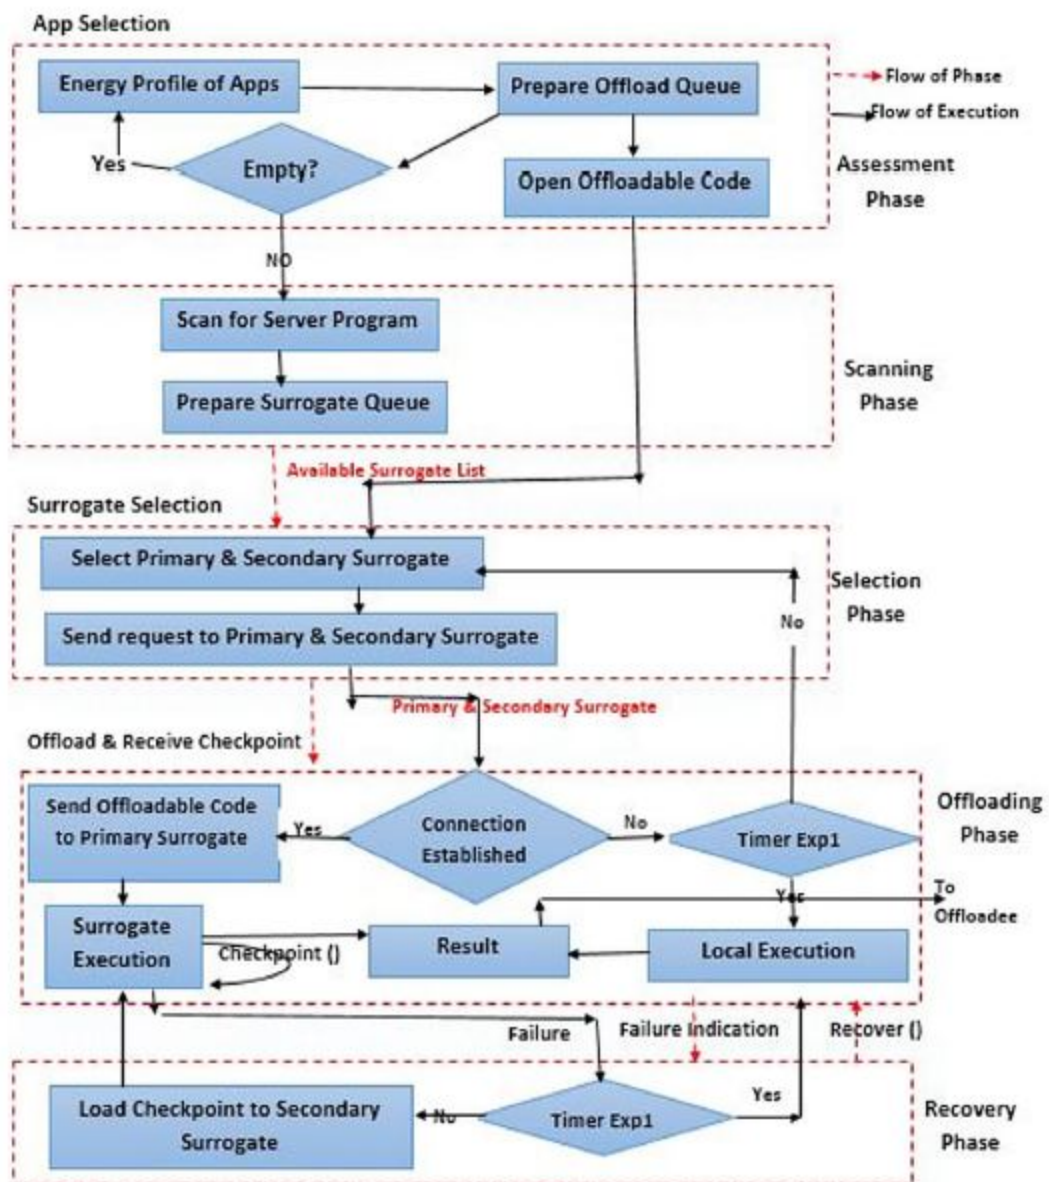 App Selection
Energy Profile of Apps
Prepare Offload Queue
Flow of Phase
Flow of Execution
Yes
Empty?
Open Offloadable Code
Assessment
Phase
NO
Scan for Server Program
Prepare Surrogate Queue
Scanning
Phase
Available Surrogate List
Surrogate Selection
Select Primary & Secondary Surrogate
Send request to Primary & Secondary Surrogate
Selection
Phase
No
Primary & Secondary Surrogate
Offload & Receive Checkpoint
Send Offloadable Code
to Primary Surrogate
Yes
Connection
Established
No
Timer Exp1
Offloading
Phase
Yes
To
Offloadee
Surrogate
Execution
Checkpoint ()
Result
Local Execution
Failure
Failure Indication
Recover ()
Load Checkpoint to Secondary
Surrogate
No
Timer Exp1
Yes
Recovery
Phase